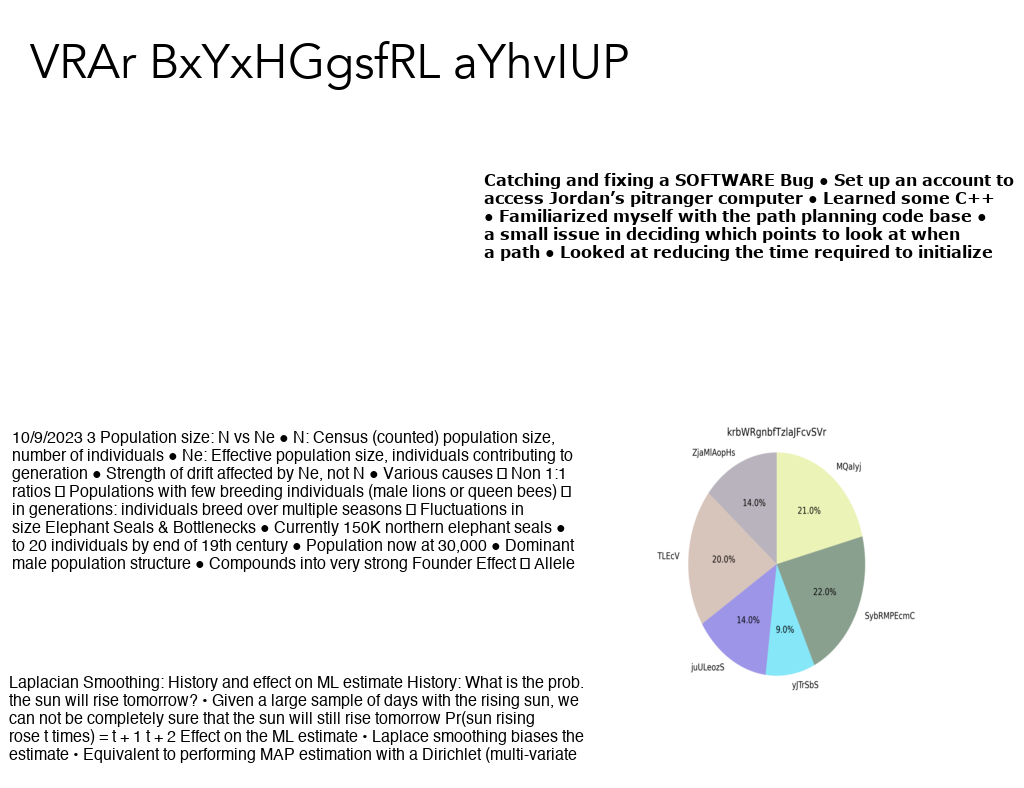 VRAr BxYxHGgsfRL aYhvIUP
Catching and fixing a SOFTWARE Bug ● Set up an account to
access Jordan’s pitranger computer ● Learned some C++
● Familiarized myself with the path planning code base ●
a small issue in deciding which points to look at when
a path ● Looked at reducing the time required to initialize
10/9/2023 3 Population size: N vs Ne ● N: Census (counted) population size,
number of individuals ● Ne: Effective population size, individuals contributing to
generation ● Strength of drift affected by Ne, not N ● Various causes □ Non 1:1
ratios □ Populations with few breeding individuals (male lions or queen bees) □
in generations: individuals breed over multiple seasons □ Fluctuations in
size Elephant Seals & Bottlenecks ● Currently 150K northern elephant seals ●
to 20 individuals by end of 19th century ● Population now at 30,000 ● Dominant
male population structure ● Compounds into very strong Founder Effect □ Allele
krbWRgnbfTzlaJFcvSVr
ZjaMlAopHs
MQalyj
14.0%
21.0%
TLEcV
20.0%
22.0%
SybRMPEcmC
14.0%
9.0%
juULeozS
yJTrSbS
Laplacian Smoothing: History and effect on ML estimate History: What is the prob.
the sun will rise tomorrow? • Given a large sample of days with the rising sun, we
can not be completely sure that the sun will still rise tomorrow Pr(sun rising
rose t times) = t + 1 t + 2 Effect on the ML estimate • Laplace smoothing biases the
estimate • Equivalent to performing MAP estimation with a Dirichlet (multi-variate